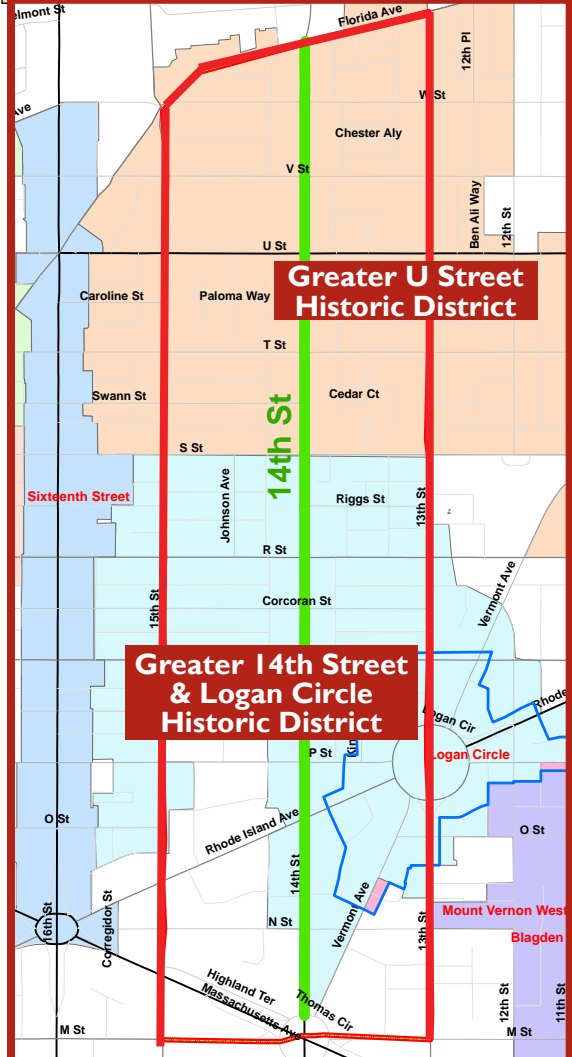 elmont St
Florida Ave
12th Pl
Ave
W St
Chester Aly
V St
Ben Ali Way
12th St
U St
Greater U Street
Historic District
Caroline St
Paloma Way
T St
Swann St
Cedar Ct
14th St
S St
Sixteenth Street
Johnson Ave
Riggs St
13th St
R St
Vermont Ave
15th St
Corcoran St
Greater 14th Street
& Logan Circle
Historic District
Rhode
Logan Cir
Logan Circle
Kin
P St
O St
Rhode Island Ave
O St
14th St
Vermont Ave
16th St
Corregidor St
N St
13th St
Mount Vernon West
Blagden
Highland Ter
Massachusetts Ave
Thomas Cir
12th St
11th St
M St
M St